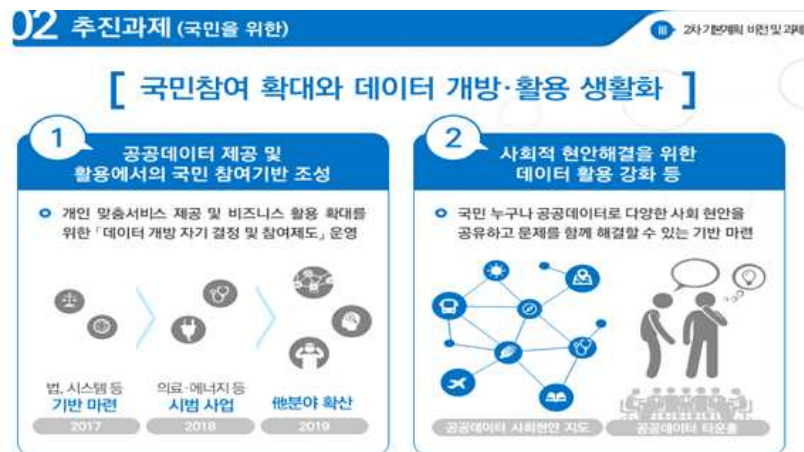 02 추진과제 (국민을 위한)
III 2차 기본계획 비전 및 과제
[ 국민참여 확대와 데이터 개방·활용 생활화 ]
1
공공데이터 제공 및
활용에서의 국민 참여기반 조성
개인 맞춤서비스 제공 및 비즈니스 활용 확대를
위한 「데이터 개방 자기 결정 및 참여제도」 운영
법, 시스템 등
기반 마련
2017
의료·에너지 등
시범 사업
2018
他분야 확산
2019
2
사회적 현안해결을 위한
데이터 활용 강화 등
국민 누구나 공공데이터로 다양한 사회 현안을
공유하고 문제를 함께 해결할 수 있는 기반 마련
공공데이터 사회현안 지도
공공데이터 타운홀